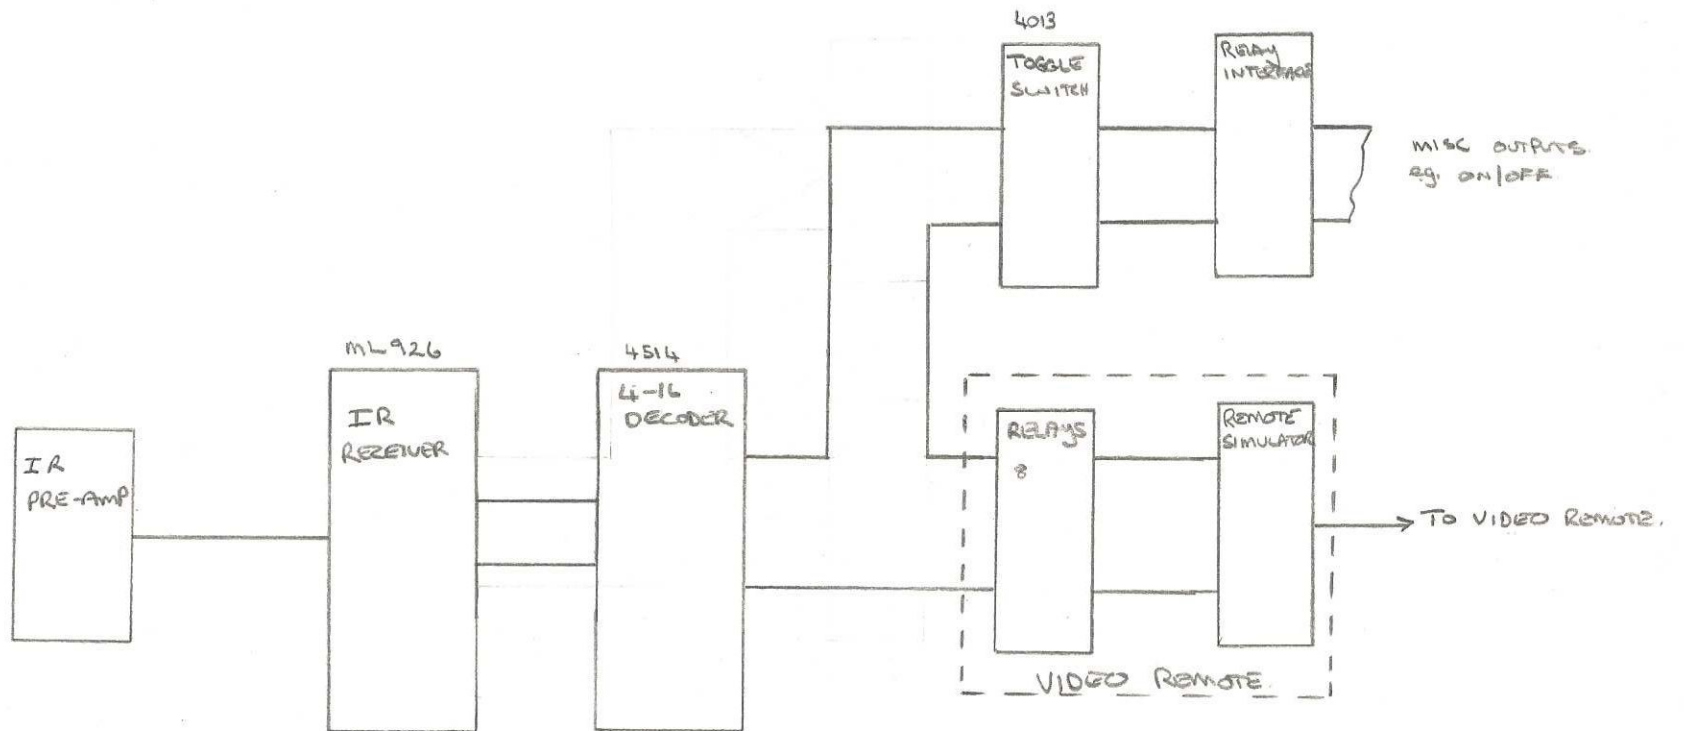 4013
TOGGLE
SWITCH
RELAY
INTERFACE
MISC OUTPUTS.
eg. ON/OFF
ML926
IR
RECEIVER
4514
4-16
DECODER
IR
PRE-AMP
RELAYS
8
REMOTE
SIMULATOR
VIDEO REMOTE
TO VIDEO REMOTE.